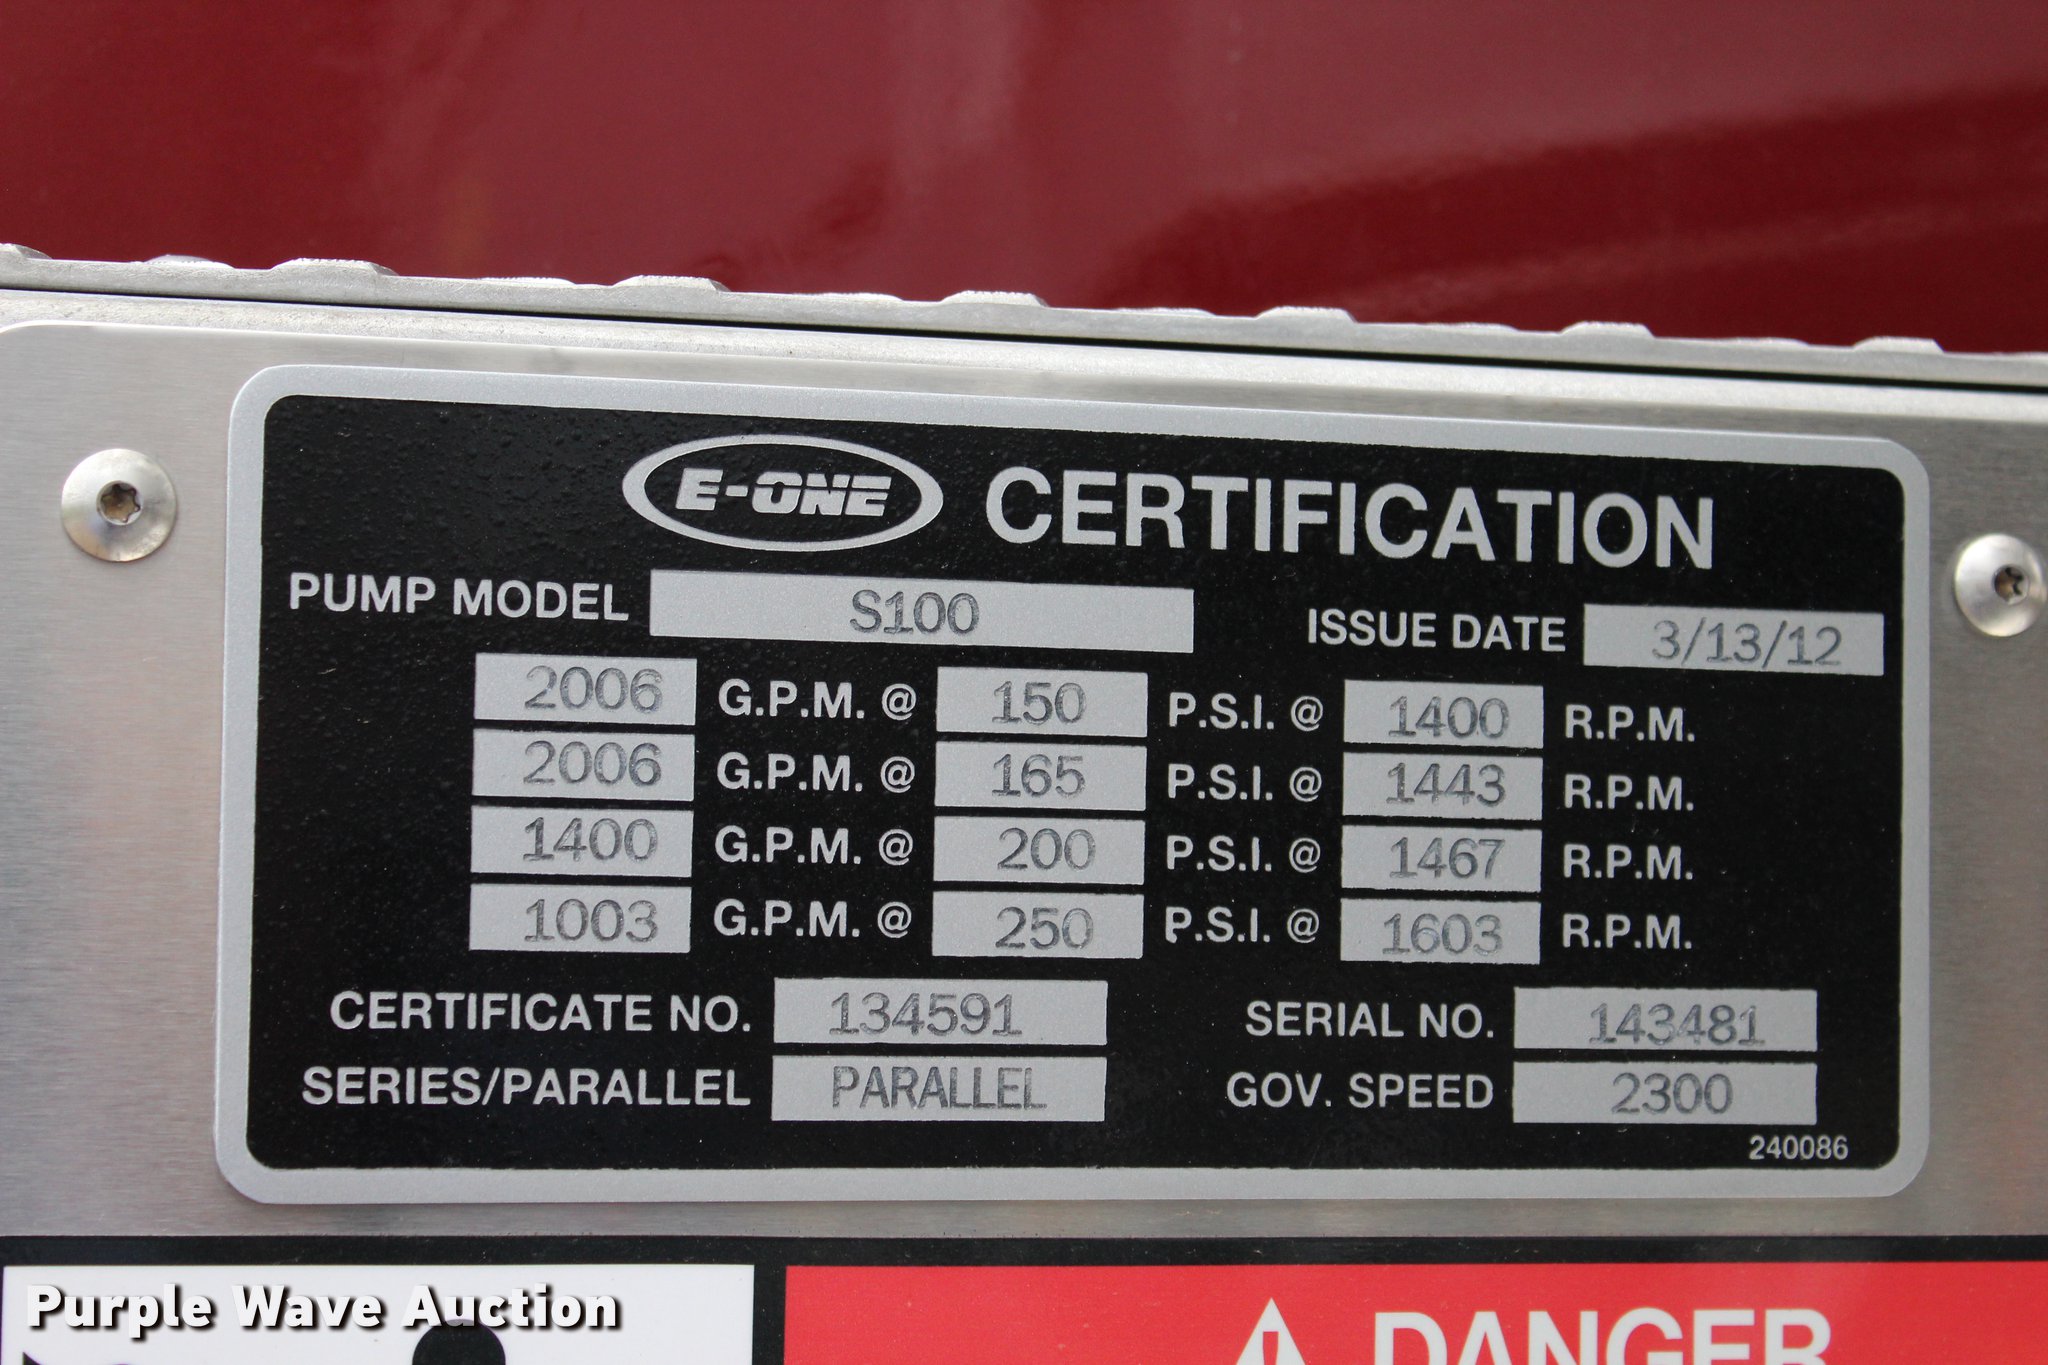 E-ONE CERTIFICATION
PUMP MODEL S100 ISSUE DATE 3/13/12
2006 G.P.M. @ 150 P.S.I. @ 1400 R.P.M.
2006 G.P.M. @ 165 P.S.I. @ 1443 R.P.M.
1400 G.P.M. @ 200 P.S.I. @ 1467 R.P.M.
1003 G.P.M. @ 250 P.S.I. @ 1603 R.P.M.
CERTIFICATE NO. 134591 SERIAL NO. 143481
SERIES/PARALLEL PARALLEL GOV. SPEED 2300
240086
Purple Wave Auction
DANGER